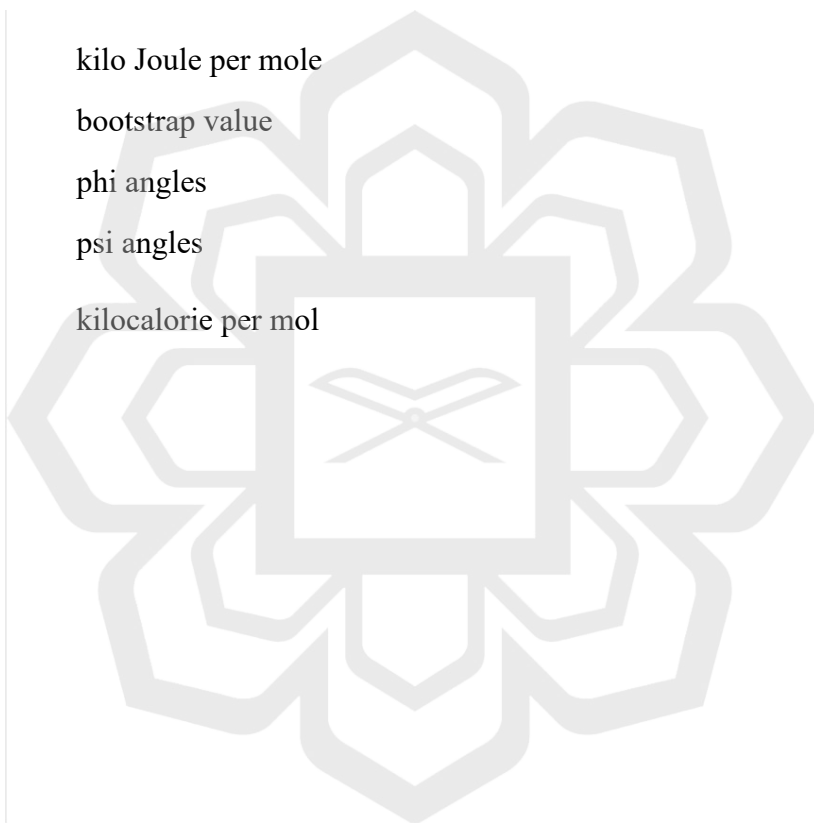 kilo Joule per mole
bootstrap value
phi angles
psi angles
kilocalorie per mol